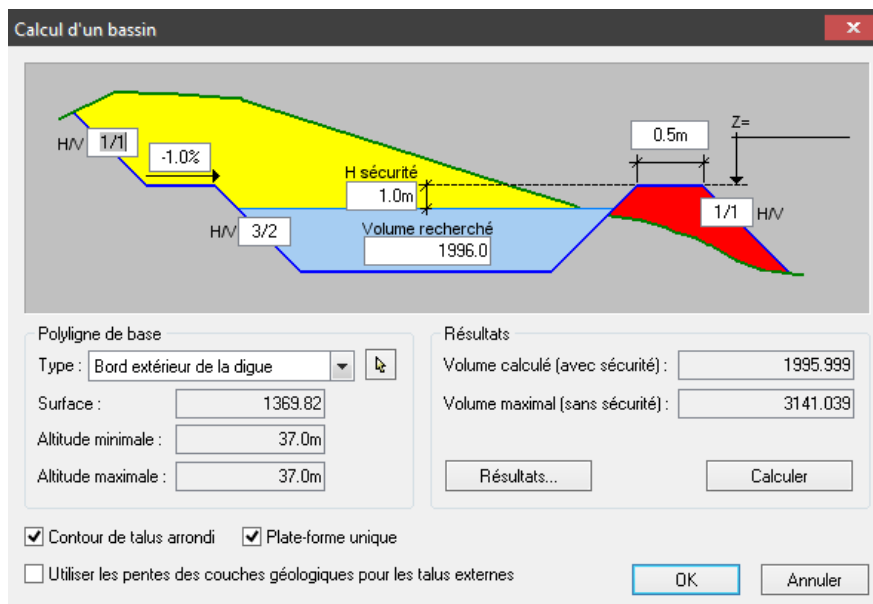 Calcul d'un bassin
H/V 1/1
-1.0%
H sécurité
1.0m
0.5m
Z=
H/V 3/2
Volume recherché
1996.0
1/1 H/V
Polyligne de base
Type : Bord extérieur de la digue
Surface : 1369.82
Altitude minimale : 37.0m
Altitude maximale : 37.0m
Résultats
Volume calculé (avec sécurité) : 1995.999
Volume maximal (sans sécurité) : 3141.039
Résultats...
Calculer
Contour de talus arrondi
Plate-forme unique
Utiliser les pentes des couches géologiques pour les talus externes
OK
Annuler